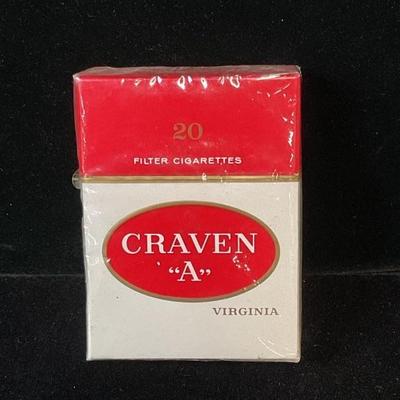 20
FILTER CIGARETTES
CRAVEN
“A”
VIRGINIA